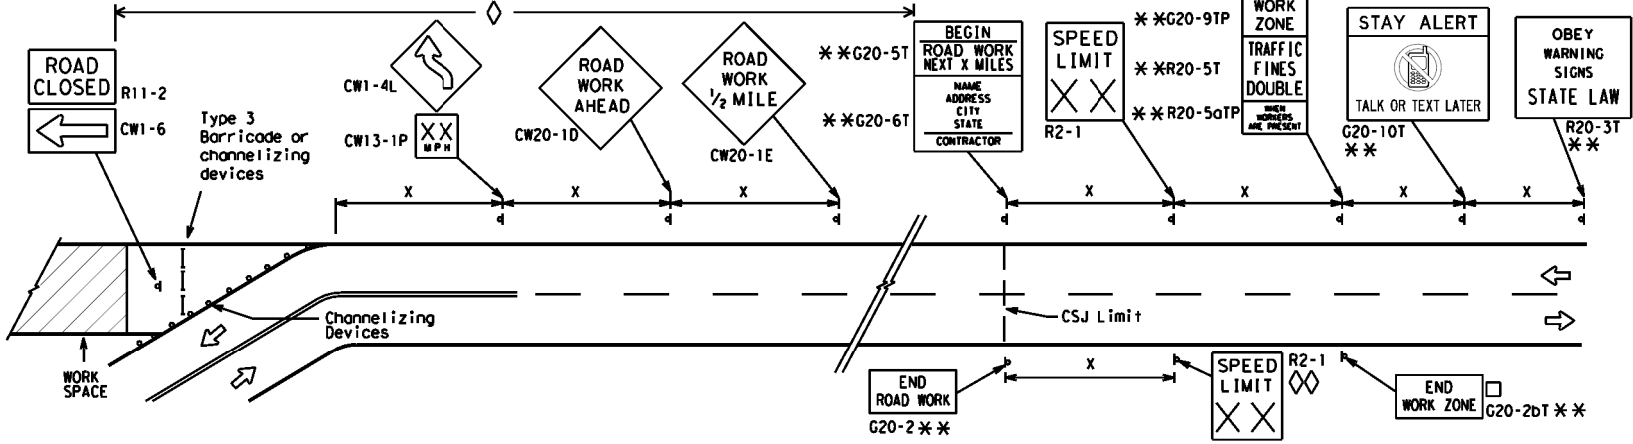 ROAD
CLOSED
R11-2
CW1-6
Type 3
Barricade or
channelizing
devices
CW1-4L
CW13-1P
XX
MPH
ROAD
WORK
AHEAD
CW20-1D
ROAD
WORK
1/2 MILE
CW20-1E
**G20-5T
**G20-6T
BEGIN
ROAD WORK
NEXT X MILES
NAME
ADDRESS
CITY
STATE
CONTRACTOR
SPEED
LIMIT
XX
R2-1
**G20-9TP
**R20-5T
**R20-5aTP
WORK
ZONE
TRAFFIC
FINES
DOUBLE
WHEN
WORKERS
ARE PRESENT
STAY ALERT
TALK OR TEXT LATER
G20-10T
**
OBEY
WARNING
SIGNS
STATE LAW
R20-3T
**
X
X
X
X
X
X
X
Channelizing
Devices
CSJ Limit
WORK
SPACE
X
END
ROAD WORK
G20-2**
SPEED
LIMIT
XX
R2-1
END
WORK ZONE
G20-2bT**